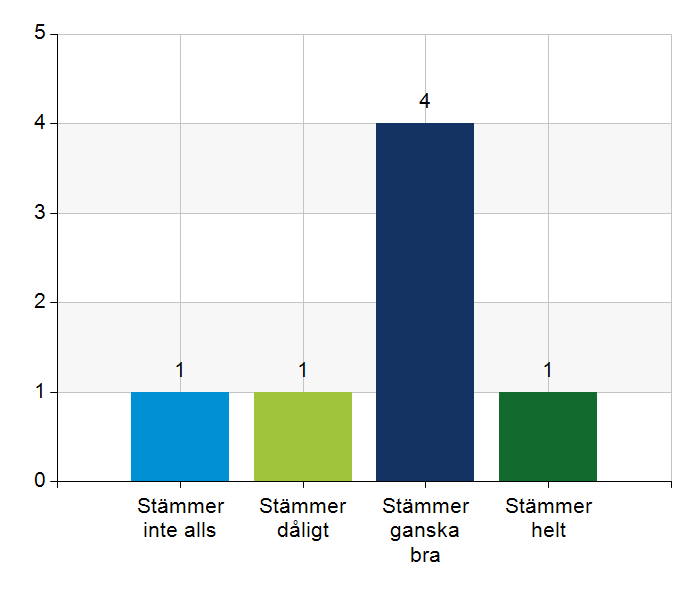 5
4
4
3
2
1
1
1
1
0
Stämmer
inte alls
Stämmer
dåligt
Stämmer
ganska
bra
Stämmer
helt